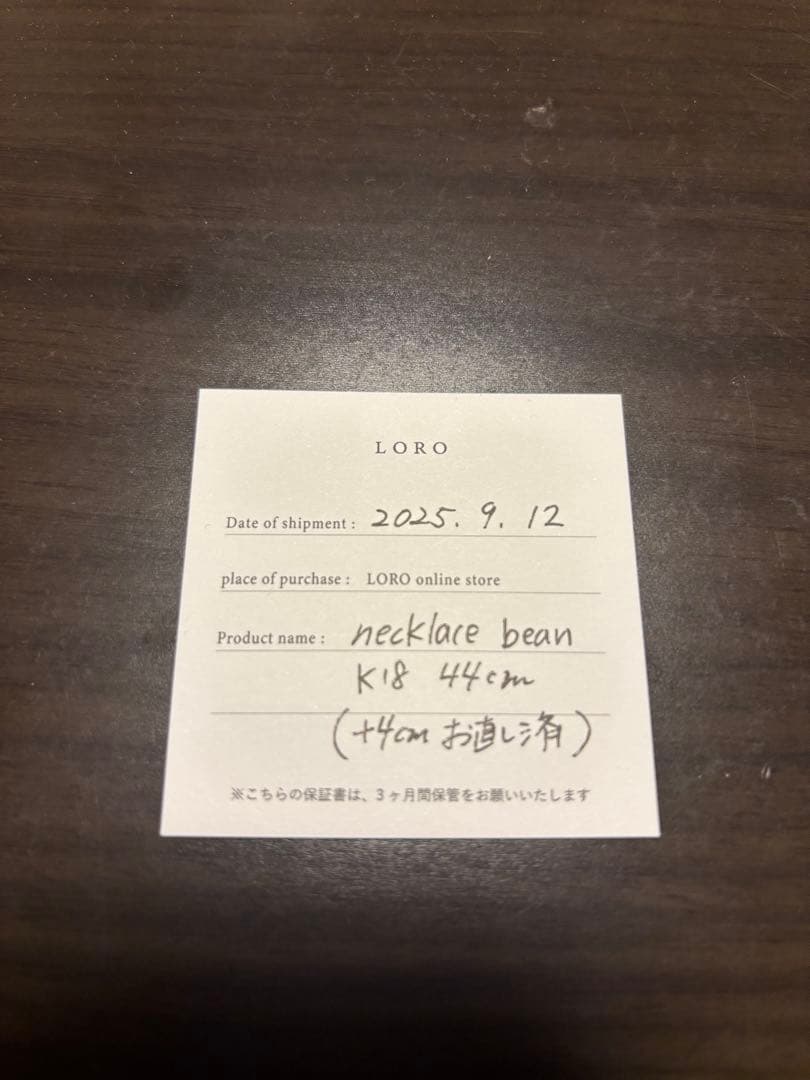 LORO
Date of shipment : 2025. 9. 12
place of purchase : LORO online store
Product name : necklace bean
K18 44cm
(+4cm お直し済)
※こちらの保証書は、3ヶ月間保管をお願いいたします